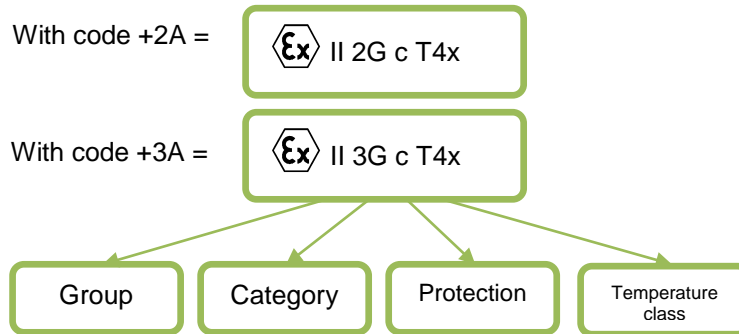 With code +2A = Ex II 2G c T4x
With code +3A = Ex II 3G c T4x
Group
Category
Protection
Temperature
class